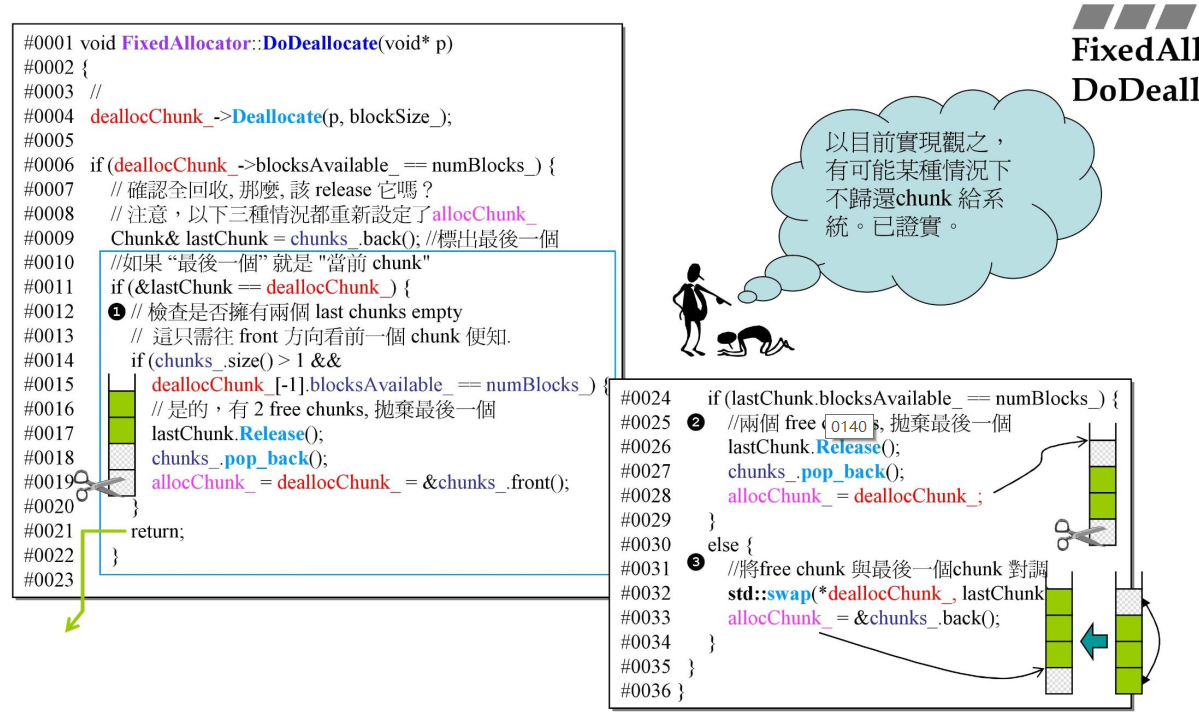 FixedAll
DoDeall
#0001 void FixedAllocator::DoDeallocate(void* p)
#0002 {
#0003 //
#0004 deallocChunk_->Deallocate(p, blockSize_);
#0005
#0006 if (deallocChunk_->blocksAvailable_ == numBlocks_) {
#0007 // 確認全回收, 那麼, 該 release 它嗎？
#0008 // 注意，以下三種情況都重新設定了allocChunk_
#0009 Chunk& lastChunk = chunks_.back(); //標出最後一個
#0010 //如果 “最後一個” 就是 "當前 chunk"
#0011 if (&lastChunk == deallocChunk_) {
#0012 ❶ // 檢查是否擁有兩個 last chunks empty
#0013 // 這只需往 front 方向看前一個 chunk 便知.
#0014 if (chunks_.size() > 1 &&
#0015 deallocChunk_[-1].blocksAvailable_ == numBlocks_) {
#0016 // 是的，有 2 free chunks, 拋棄最後一個
#0017 lastChunk.Release();
#0018 chunks_.pop_back();
#0019 allocChunk_ = deallocChunk_ = &chunks_.front();
#0020 }
#0021 return;
#0022 }
#0023
以目前實現觀之，
有可能某種情況下
不歸還chunk 給系
統。已證實。
#0024 if (lastChunk.blocksAvailable_ == numBlocks_) {
#0025 ❷ //兩個 free , 拋棄最後一個
0140
#0026 lastChunk.Release();
#0027 chunks_.pop_back();
#0028 allocChunk_ = deallocChunk_;
#0029 }
#0030 else {
#0031 ❸ //將free chunk 與最後一個chunk 對調
#0032 std::swap(*deallocChunk_, lastChunk
#0033 allocChunk_ = &chunks_.back();
#0034 }
#0035 }
#0036 }